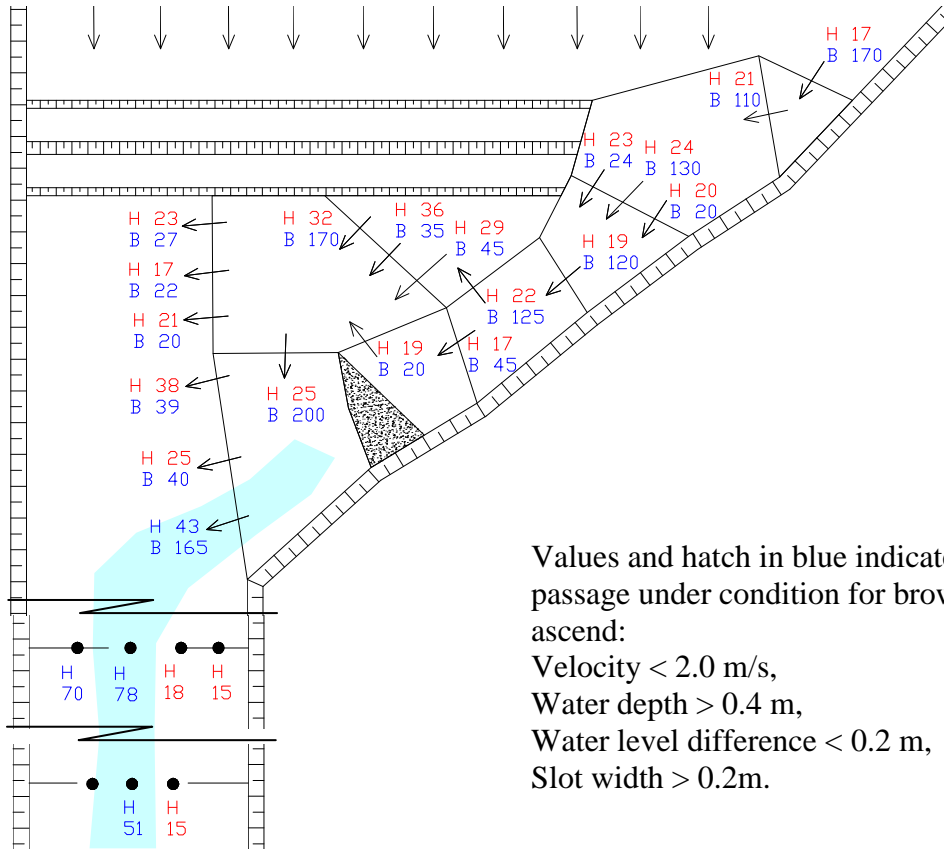 H 17
B 170
H 21
B 110
H 23
B 24
H 24
B 130
H 20
B 20
H 23
B 27
H 32
B 170
H 36
B 35
H 29
B 45
H 19
B 120
H 17
B 22
H 22
B 125
H 21
B 20
H 19
B 20
H 17
B 45
H 38
B 39
H 25
B 200
H 25
B 40
H 43
B 165
Values and hatch in blue indicate
passage under condition for brow
ascend:
Velocity < 2.0 m/s,
Water depth > 0.4 m,
Water level difference < 0.2 m,
Slot width > 0.2m.
H
70
H
78
H
18
H
15
H
51
H
15